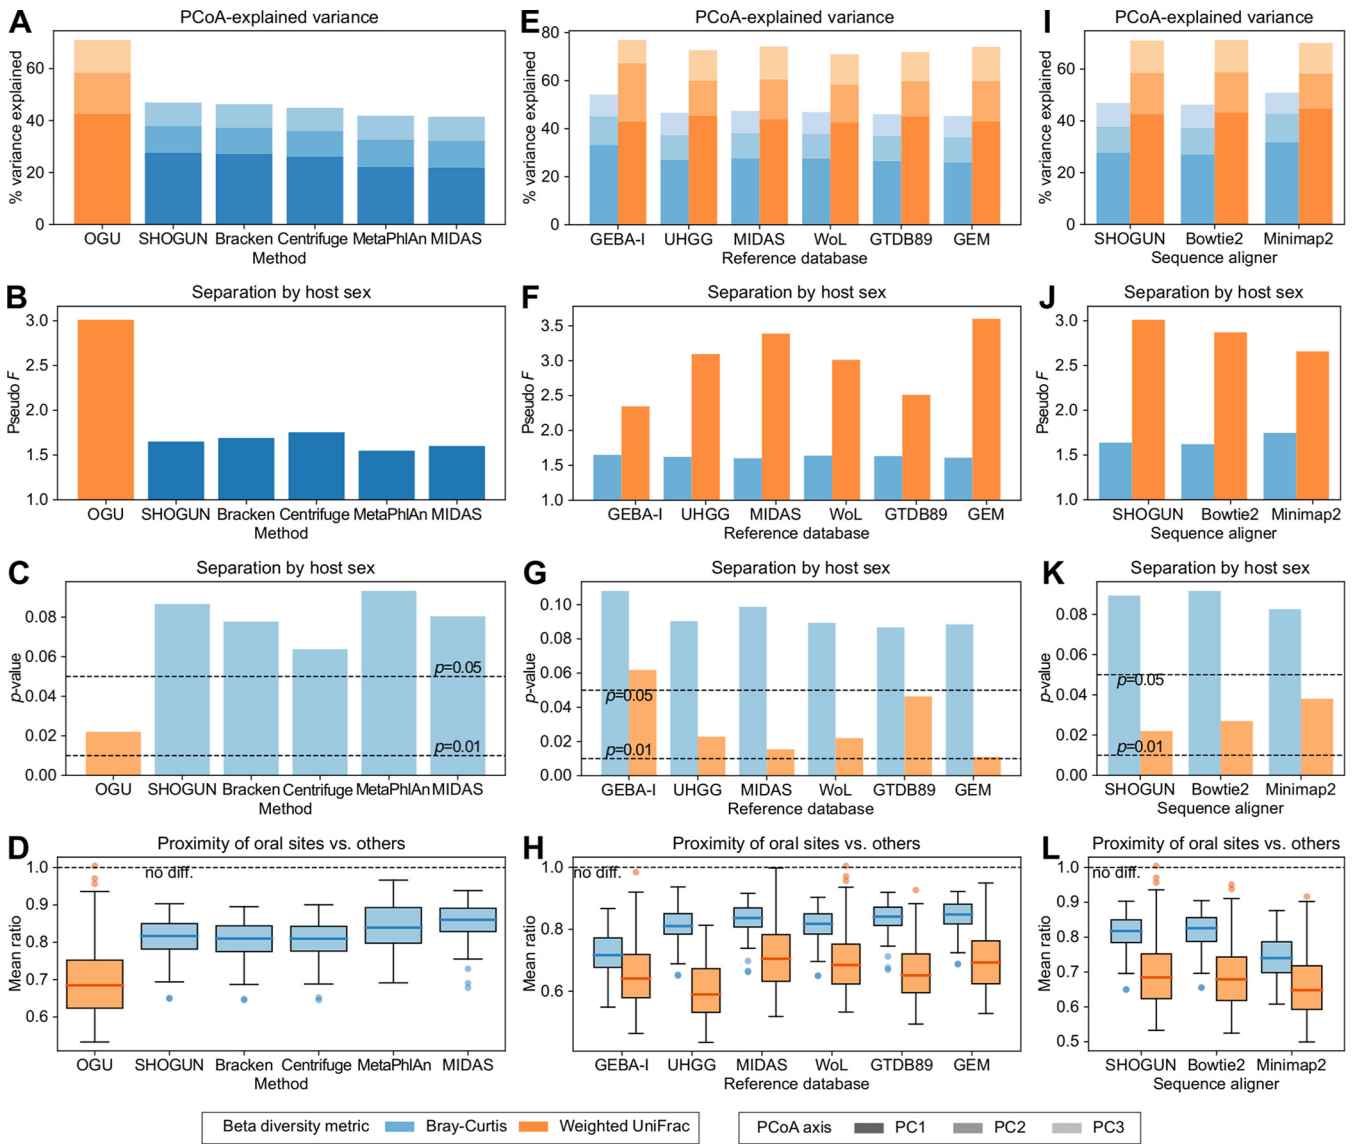 A
PCoA-explained variance
% variance explained
60
40
20
0
OGU SHOGUN Bracken Centrifuge MetaPhlAn MIDAS
Method
E
PCoA-explained variance
% variance explained
80
60
40
20
0
GEBA-I UHGG MIDAS WoL GTDB89 GEM
Reference database
I
PCoA-explained variance
% variance explained
60
40
20
0
SHOGUN Bowtie2 Minimap2
Sequence aligner
B
Separation by host sex
Pseudo F
3.0
2.5
2.0
1.5
1.0
OGU SHOGUN Bracken Centrifuge MetaPhlAn MIDAS
Method
F
Separation by host sex
Pseudo F
3.5
3.0
2.5
2.0
1.5
1.0
GEBA-I UHGG MIDAS WoL GTDB89 GEM
Reference database
J
Separation by host sex
Pseudo F
3.0
2.5
2.0
1.5
1.0
SHOGUN Bowtie2 Minimap2
Sequence aligner
C
Separation by host sex
p-value
0.08
0.06
0.04
0.02
0.00
p=0.05
p=0.01
OGU SHOGUN Bracken Centrifuge MetaPhlAn MIDAS
Method
G
Separation by host sex
p-value
0.10
0.08
0.06
0.04
0.02
0.00
p=0.05
p=0.01
GEBA-I UHGG MIDAS WoL GTDB89 GEM
Reference database
K
Separation by host sex
p-value
0.08
0.06
0.04
0.02
0.00
p=0.05
p=0.01
SHOGUN Bowtie2 Minimap2
Sequence aligner
D
Proximity of oral sites vs. others
Mean ratio
1.0
0.9
0.8
0.7
0.6
no diff.
OGU SHOGUN Bracken Centrifuge MetaPhlAn MIDAS
Method
H
Proximity of oral sites vs. others
Mean ratio
1.0
0.8
0.6
no diff.
GEBA-I UHGG MIDAS WoL GTDB89 GEM
Reference database
L
Proximity of oral sites vs. others
Mean ratio
1.0
0.9
0.8
0.7
0.6
0.5
no diff.
SHOGUN Bowtie2 Minimap2
Sequence aligner
Beta diversity metric Bray-Curtis Weighted UniFrac
PCoA axis PC1 PC2 PC3